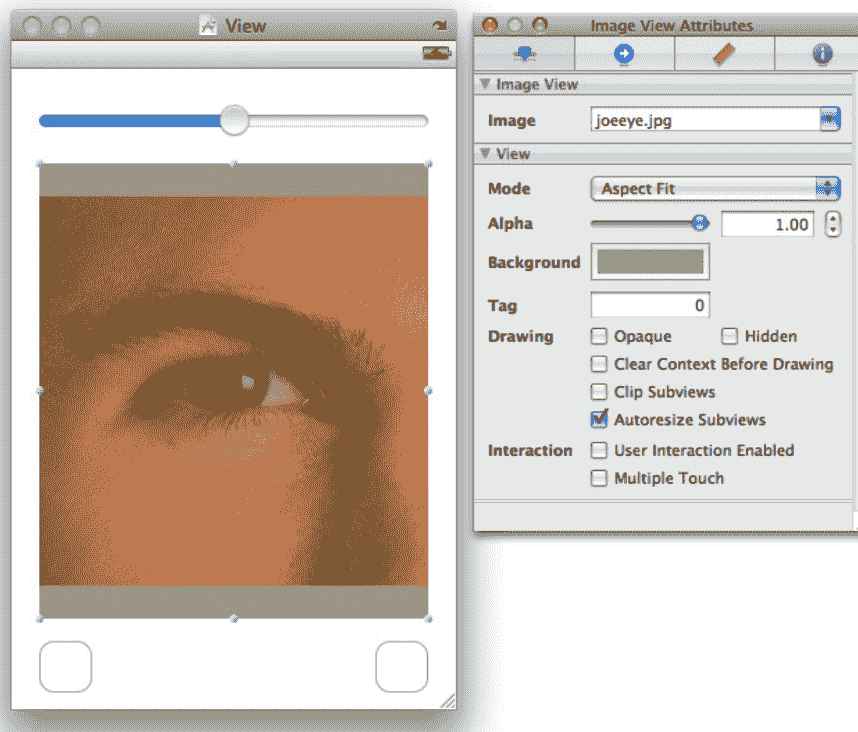 View
Image View Attributes
Image View
Image joeeye.jpg
View
Mode Aspect Fit
Alpha 1.00
Background
Tag 0
Drawing Opaque Hidden
Clear Context Before Drawing
Clip Subviews
Autoresize Subviews
Interaction User Interaction Enabled
Multiple Touch